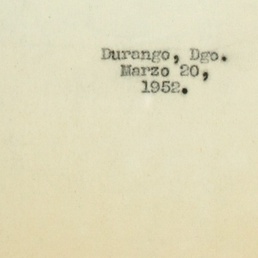 Durango, Dgo.
Marzo 20,
1952.